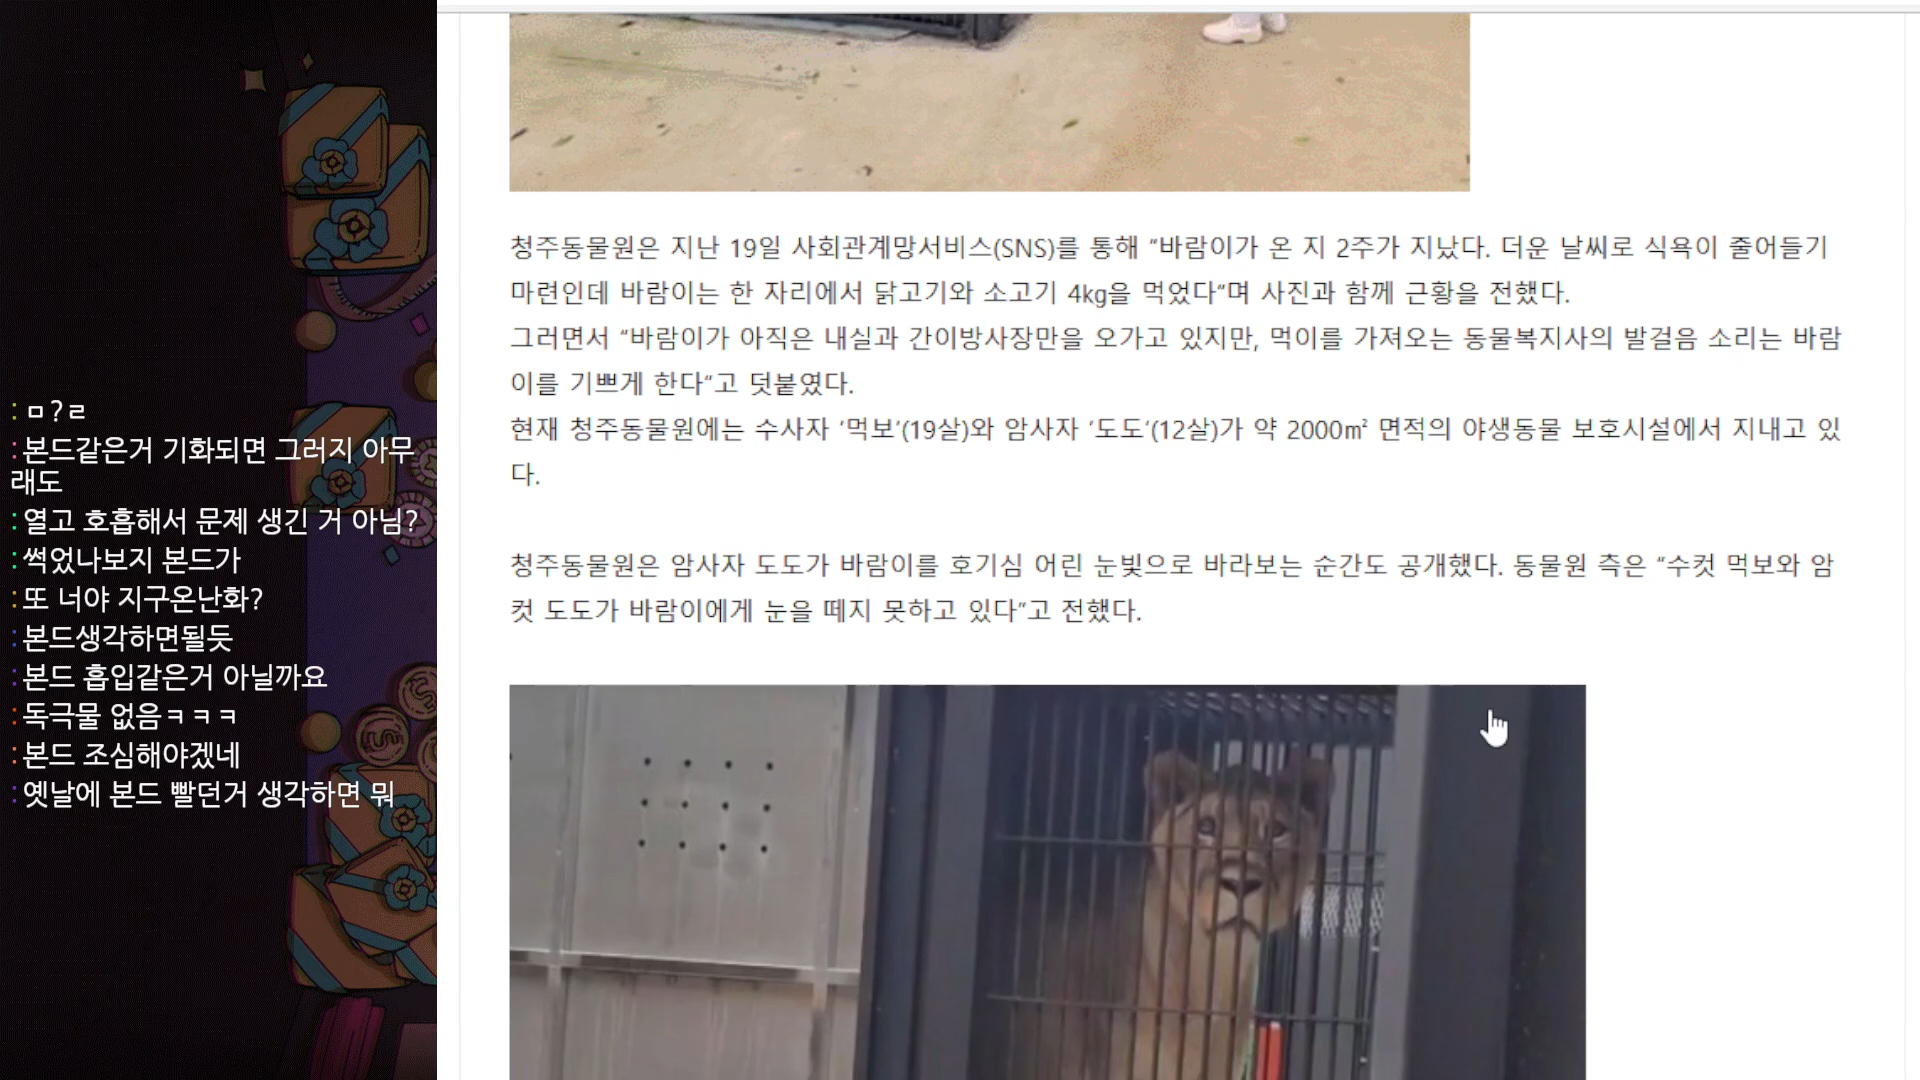 : ㅁ?ㄹ
: 본드같은거 기화되면 그러지 아무
래도
: 열고 호흡해서 문제 생긴 거 아님?
: 썩었나보지 본드가
: 또 너야 지구온난화?
: 본드생각하면될듯
: 본드 흡입같은거 아닐까요
: 독극물 없음ㅋㅋㅋ
: 본드 조심해야겠네
: 옛날에 본드 빨던거 생각하면 뭐
청주동물원은 지난 19일 사회관계망서비스(SNS)를 통해 “바람이가 온 지 2주가 지났다. 더운 날씨로 식욕이 줄어들기
마련인데 바람이는 한 자리에서 닭고기와 소고기 4kg을 먹었다”며 사진과 함께 근황을 전했다.
그러면서 “바람이가 아직은 내실과 간이방사장만을 오가고 있지만, 먹이를 가져오는 동물복지사의 발걸음 소리는 바람
이를 기쁘게 한다“고 덧붙였다.
현재 청주동물원에는 수사자 ‘먹보’(19살)와 암사자 ‘도도’(12살)가 약 2000㎡ 면적의 야생동물 보호시설에서 지내고 있
다.
청주동물원은 암사자 도도가 바람이를 호기심 어린 눈빛으로 바라보는 순간도 공개했다. 동물원 측은 “수컷 먹보와 암
컷 도도가 바람이에게 눈을 떼지 못하고 있다”고 전했다.